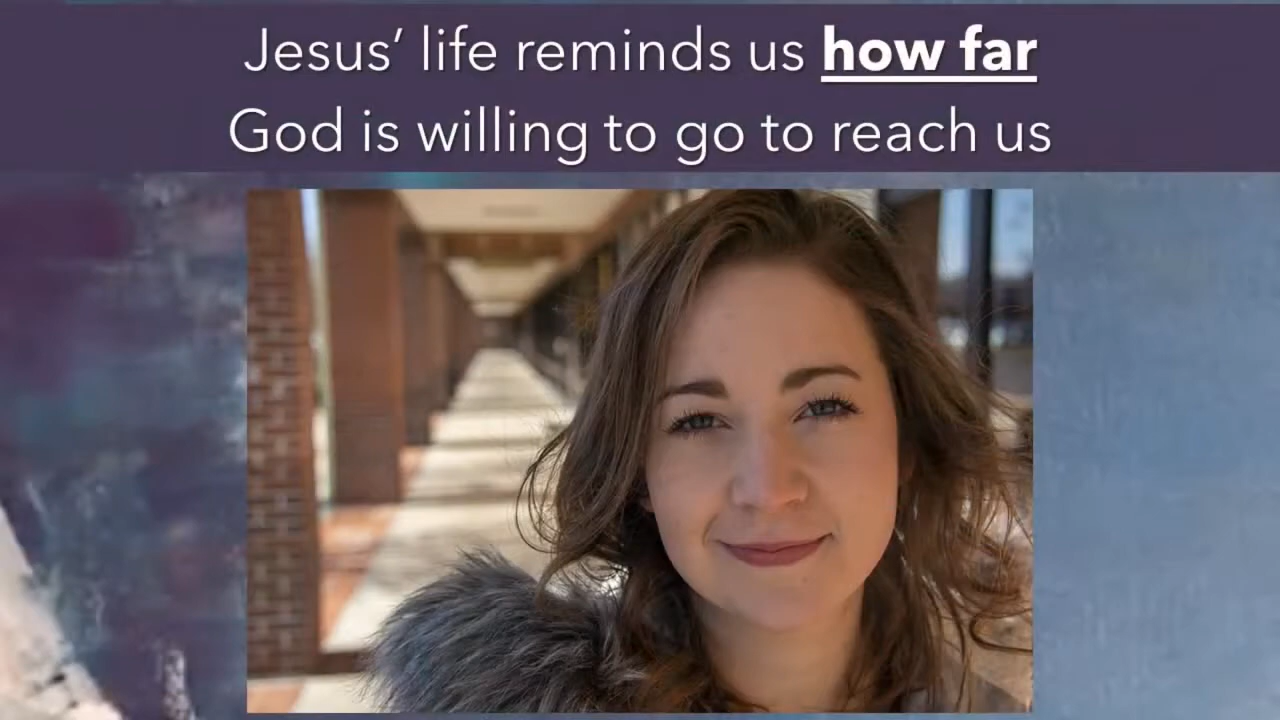 Jesus’ life reminds us how far
God is willing to go to reach us